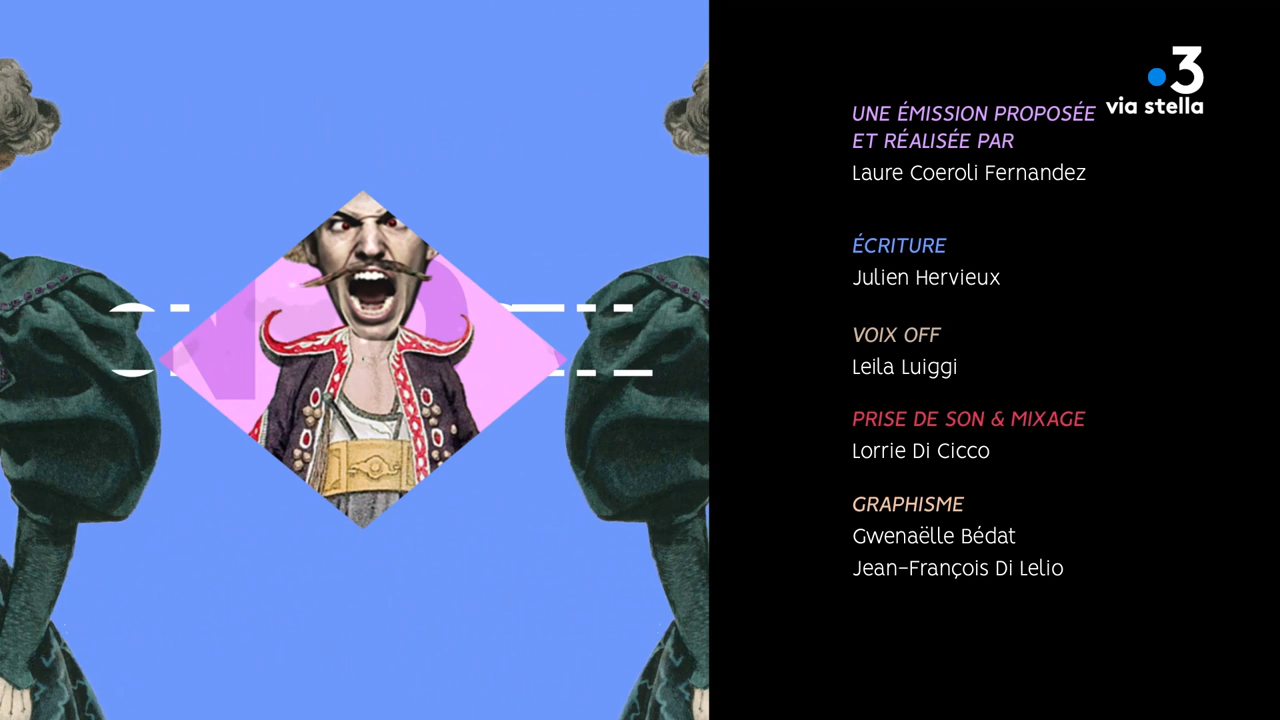 3
via stella
UNE ÉMISSION PROPOSÉE
ET RÉALISÉE PAR
Laure Coeroli Fernandez
ÉCRITURE
Julien Hervieux
VOIX OFF
Leila Luiggi
PRISE DE SON & MIXAGE
Lorrie Di Cicco
GRAPHISME
Gwenaëlle Bédat
Jean-François Di Lelio